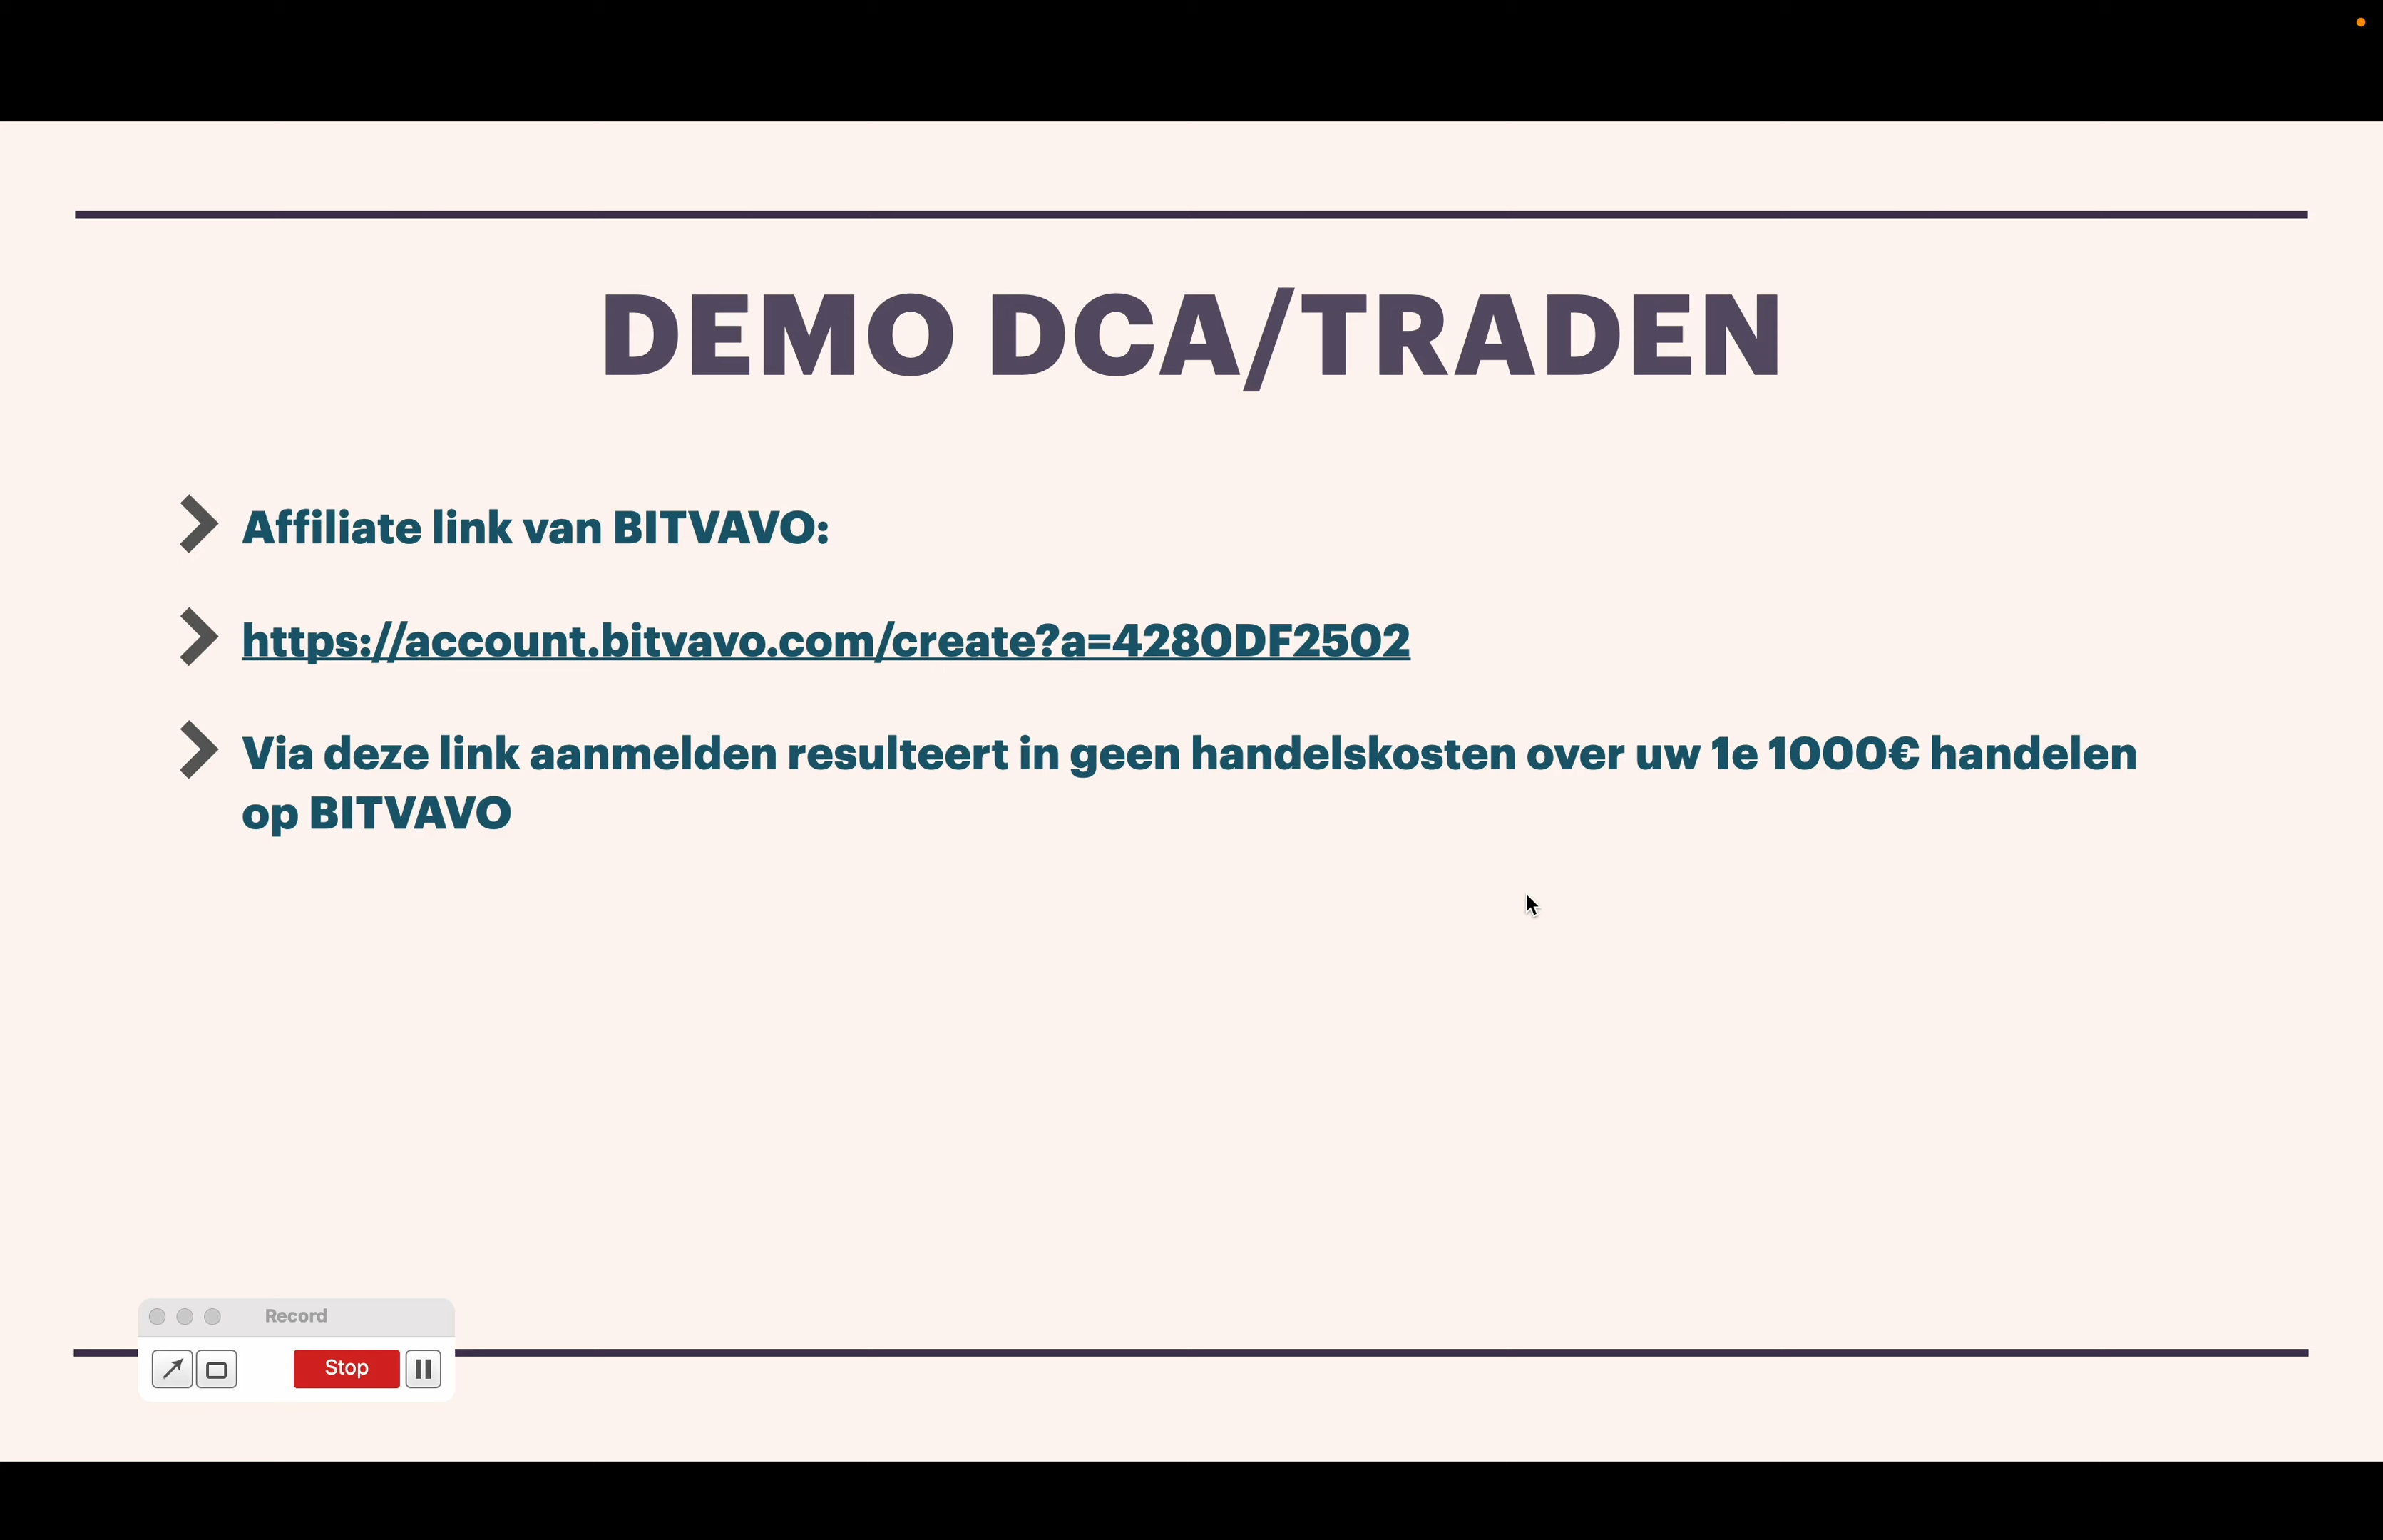 DEMO DCA/TRADEN
Affiliate link van BITVAVO:
https://account.bitvavo.com/create?a=4280DF2502
Via deze link aanmelden resulteert in geen handelskosten over uw 1e 1000€ handelen
op BITVAVO
Record
Stop